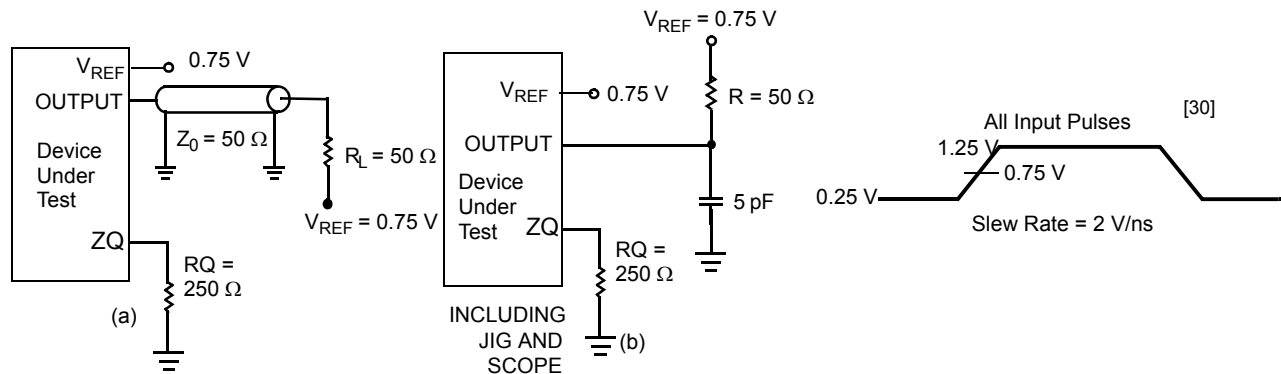 V_REF 0.75 V
OUTPUT
Z_0 = 50 Ω
Device
Under
Test
R_L = 50 Ω
V_REF = 0.75 V
ZQ
RQ =
250 Ω
(a)
V_REF = 0.75 V
V_REF 0.75 V
R = 50 Ω
OUTPUT
Device
Under
Test
5 pF
ZQ
RQ =
250 Ω
INCLUDING
JIG AND
SCOPE
(b)
[30]
All Input Pulses
1.25 V
0.75 V
0.25 V
Slew Rate = 2 V/ns